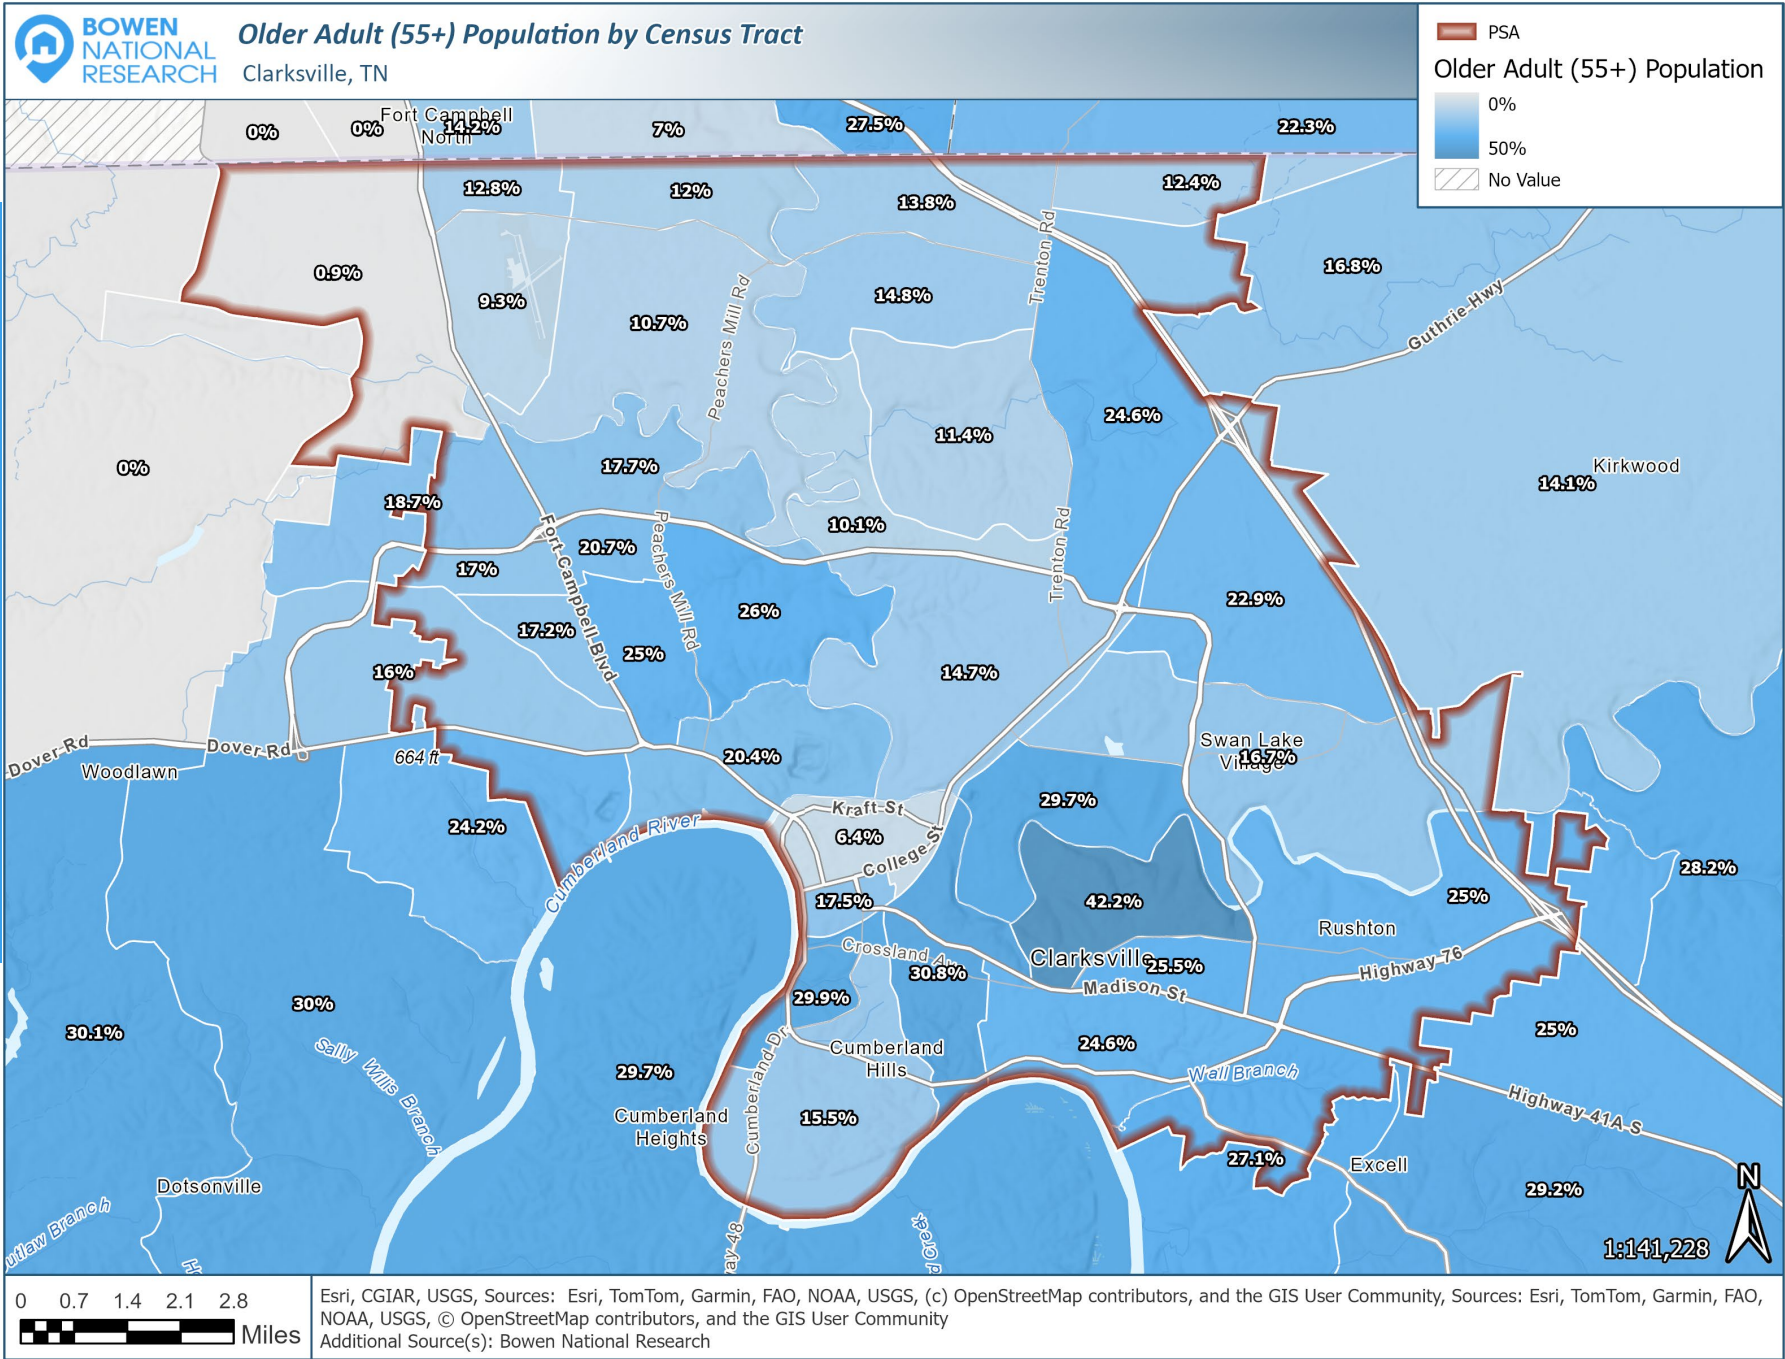 BOWEN
NATIONAL
RESEARCH
Older Adult (55+) Population by Census Tract
Clarksville, TN
PSA
Older Adult (55+) Population
0%
50%
No Value
Fort Campbell
North
0%
0%
14.2%
7%
27.5%
22.3%
12.8%
12%
13.8%
12.4%
0.9%
9.3%
10.7%
14.8%
16.8%
Trenton Rd
Peachers Mill Rd
Guthrie Hwy
24.6%
11.4%
0%
17.7%
14.1%
Kirkwood
18.7%
10.1%
20.7%
17%
Fort Campbell Blvd
Peachers Mill Rd
Trenton Rd
26%
22.9%
17.2%
25%
16%
14.7%
Dover Rd
Dover Rd
Woodlawn
664 ft
20.4%
Swan Lake
Village
16.7%
29.7%
Kraft St
6.4%
College St
24.2%
Cumberland River
28.2%
17.5%
42.2%
25%
Rushton
Crossland Av
Clarksville
25.5%
30.8%
Highway 76
Madison St
29.9%
30%
30.1%
25%
24.6%
Cumberland
Hills
Sally Willis Branch
29.7%
Wall Branch
Cumberland Dr
Cumberland
Heights
15.5%
Highway 41A S
27.1%
Excell
Dotsonville
29.2%
utlaw Branch
ay 48
d Creek
N
1:141,228
0 0.7 1.4 2.1 2.8
Miles
Esri, CGIAR, USGS, Sources: Esri, TomTom, Garmin, FAO, NOAA, USGS, (c) OpenStreetMap contributors, and the GIS User Community, Sources: Esri, TomTom, Garmin, FAO,
NOAA, USGS, © OpenStreetMap contributors, and the GIS User Community
Additional Source(s): Bowen National Research